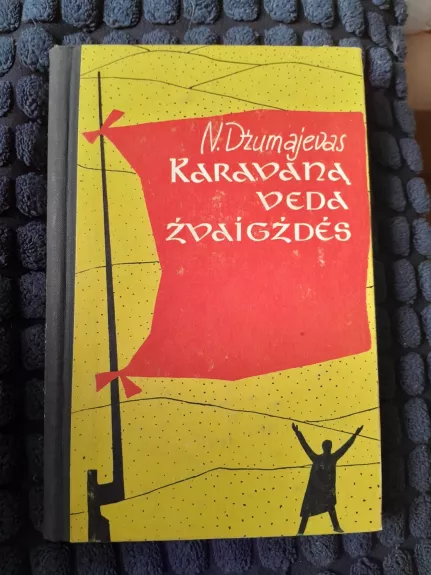 N. Džumajevas
Karavaną
veda
žvaigždės